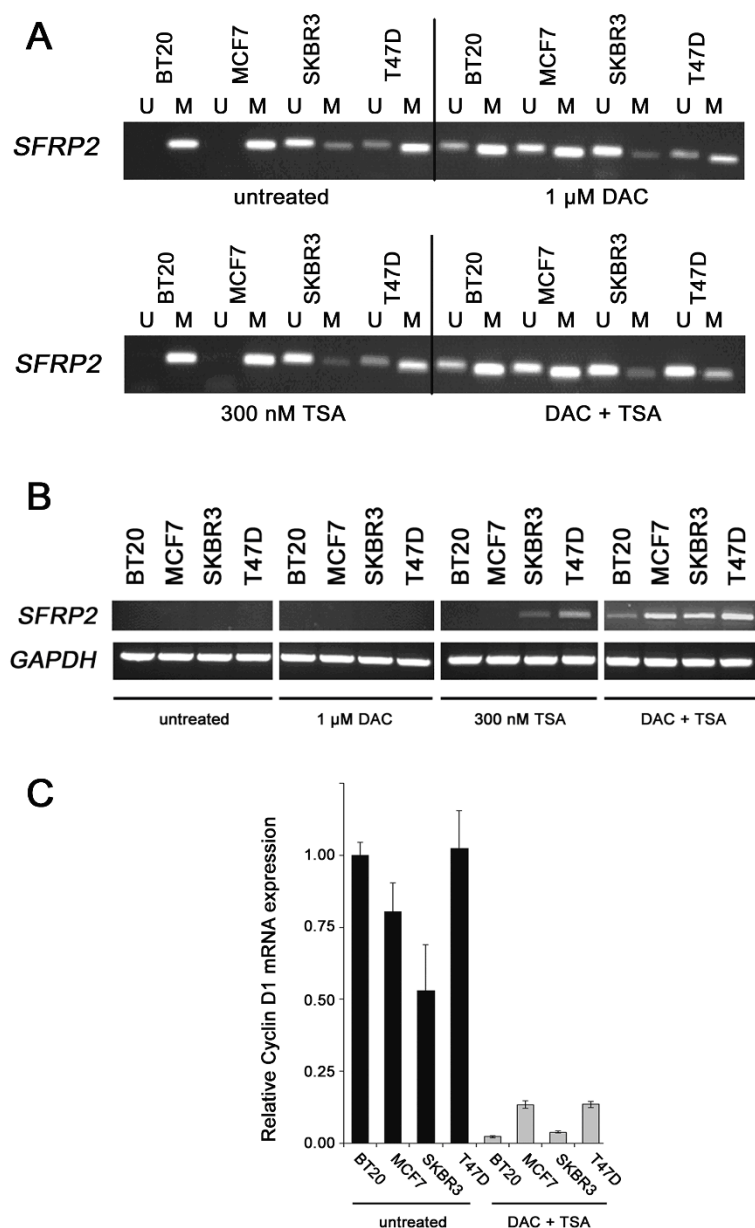 A
BT20 MCF7 SKBR3 T47D BT20 MCF7 SKBR3 T47D
U M U M U M U M U M U M U M U M
SFRP2
untreated 1 µM DAC
BT20 MCF7 SKBR3 T47D BT20 MCF7 SKBR3 T47D
U M U M U M U M U M U M U M U M
SFRP2
300 nM TSA DAC + TSA
B
BT20 MCF7 SKBR3 T47D BT20 MCF7 SKBR3 T47D BT20 MCF7 SKBR3 T47D BT20 MCF7 SKBR3 T47D
SFRP2
GAPDH
untreated 1 µM DAC 300 nM TSA DAC + TSA
C
Relative Cyclin D1 mRNA expression
1.00
0.75
0.50
0.25
0.00
BT20 MCF7 SKBR3 T47D BT20 MCF7 SKBR3 T47D
untreated DAC + TSA